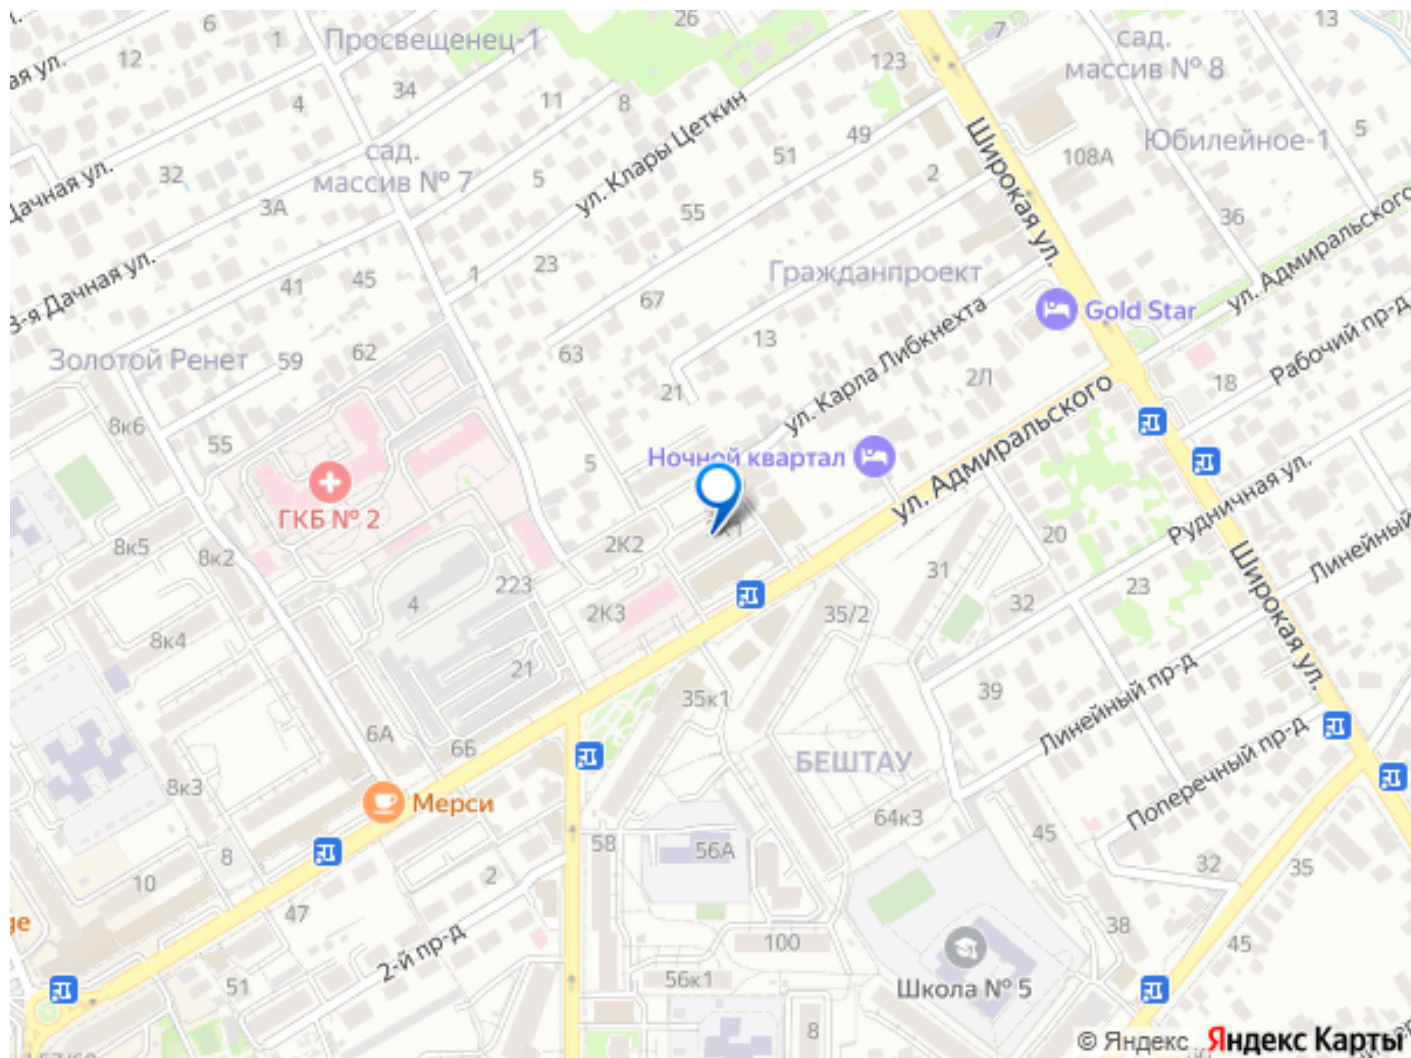 26
6
1
12
Просвещенец-1
7
сад.
массив № 8
13
123
ая ул.
4
34
11
8
ул. Клары Цеткин
49
51
Широкая ул.
108А
Юбилейное-1
5
сад.
массив № 7
5
Дачная ул.
32
3А
55
2
36
ул. Адмиральского
3-я Дачная ул.
41
45
1
23
67
Гражданпроект
Gold Star
Рабочий пр-д
Золотой Ренет
59
62
63
13
ул. Карла Либкнехта
21
2Л
18
8к6
55
5
Ночной квартал
ул. Адмиральского
Рудничная ул.
ГКБ № 2
8к5
8к2
2К2
20
Линейный
31
Широкая ул.
4
223
2К3
35/2
32
23
8к4
21
35к1
39
Линейный пр-д
6А
6Б
БЕШТАУ
Поперечный пр-д
8к3
Мерси
64к3
45
58
56А
32
35
8
10
2
47
2-й пр-д
100
38
45
ge
51
56к1
Школа № 5
8
© Яндекс Яндекс Карты